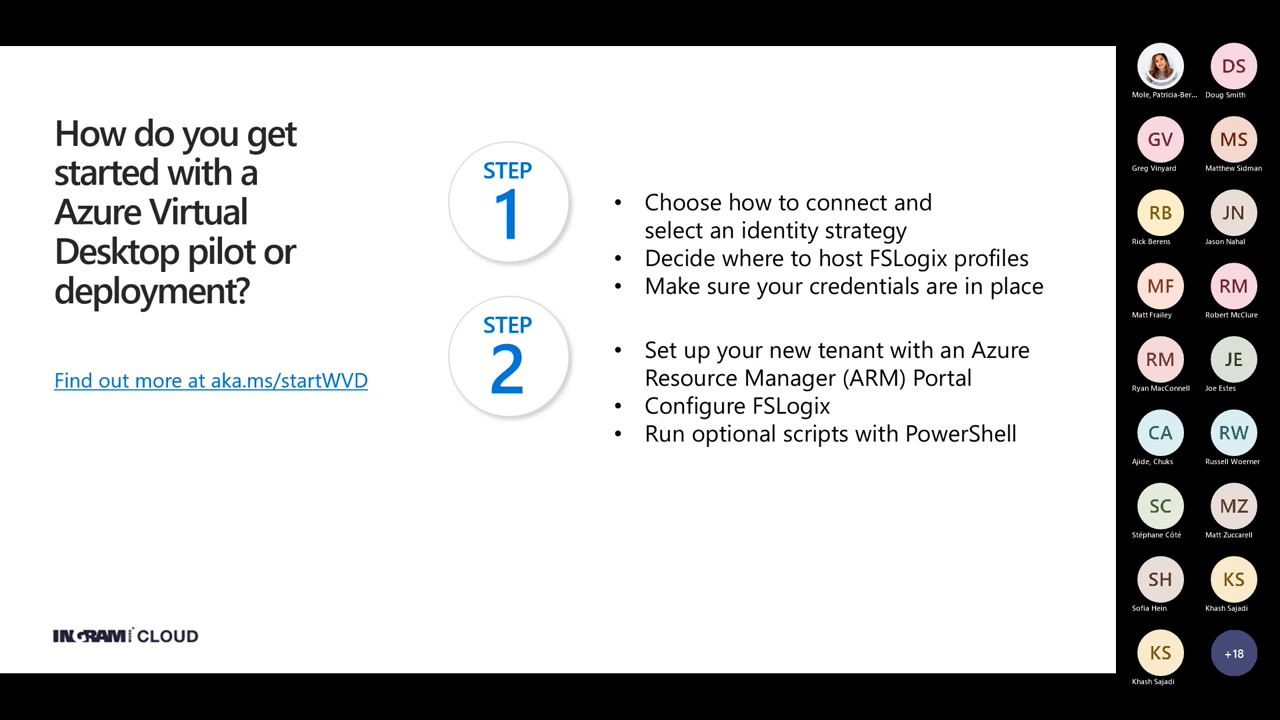 How do you get
started with a
Azure Virtual
Desktop pilot or
deployment?
Find out more at aka.ms/startWVD
STEP
1
• Choose how to connect and
select an identity strategy
• Decide where to host FSLogix profiles
• Make sure your credentials are in place
STEP
2
• Set up your new tenant with an Azure
Resource Manager (ARM) Portal
• Configure FSLogix
• Run optional scripts with PowerShell
INGRAM MICRO CLOUD
Mole, Patricia-Ber...
DS
Doug Smith
GV
Greg Vinyard
MS
Matthew Sidman
RB
Rick Berens
JN
Jason Nahal
MF
Matt Frailey
RM
Robert McClure
RM
Ryan MacConnell
JE
Joe Estes
CA
Ajide, Chuks
RW
Russell Woerner
SC
Stéphane Côté
MZ
Matt Zuccarell
SH
Sofia Hein
KS
Khash Sajadi
KS
Khash Sajadi
+18